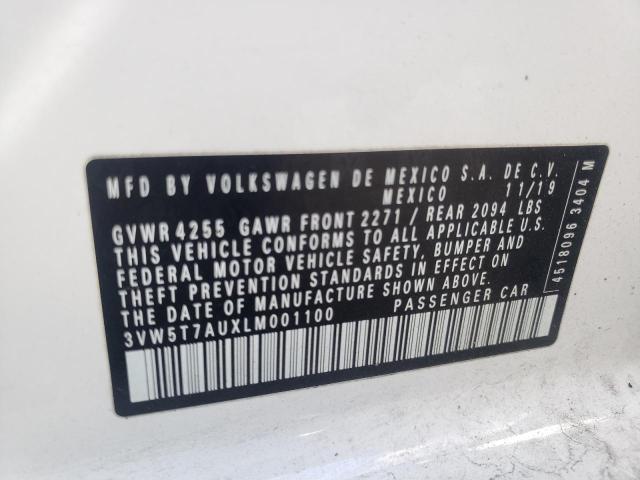 MFD BY VOLKSWAGEN DE MEXICO S.A. DE C.V.
MEXICO 11/19
GVWR 4255 GAWR FRONT 2271 / REAR 2094 LBS
THIS VEHICLE CONFORMS TO ALL APPLICABLE U.S.
FEDERAL MOTOR VEHICLE SAFETY, BUMPER AND
THEFT PREVENTION STANDARDS IN EFFECT ON
THE DATE OF MANUFACTURE SHOWN ABOVE.
3VW5T7AUXLM001100 PASSENGER CAR
4518096 3404 M